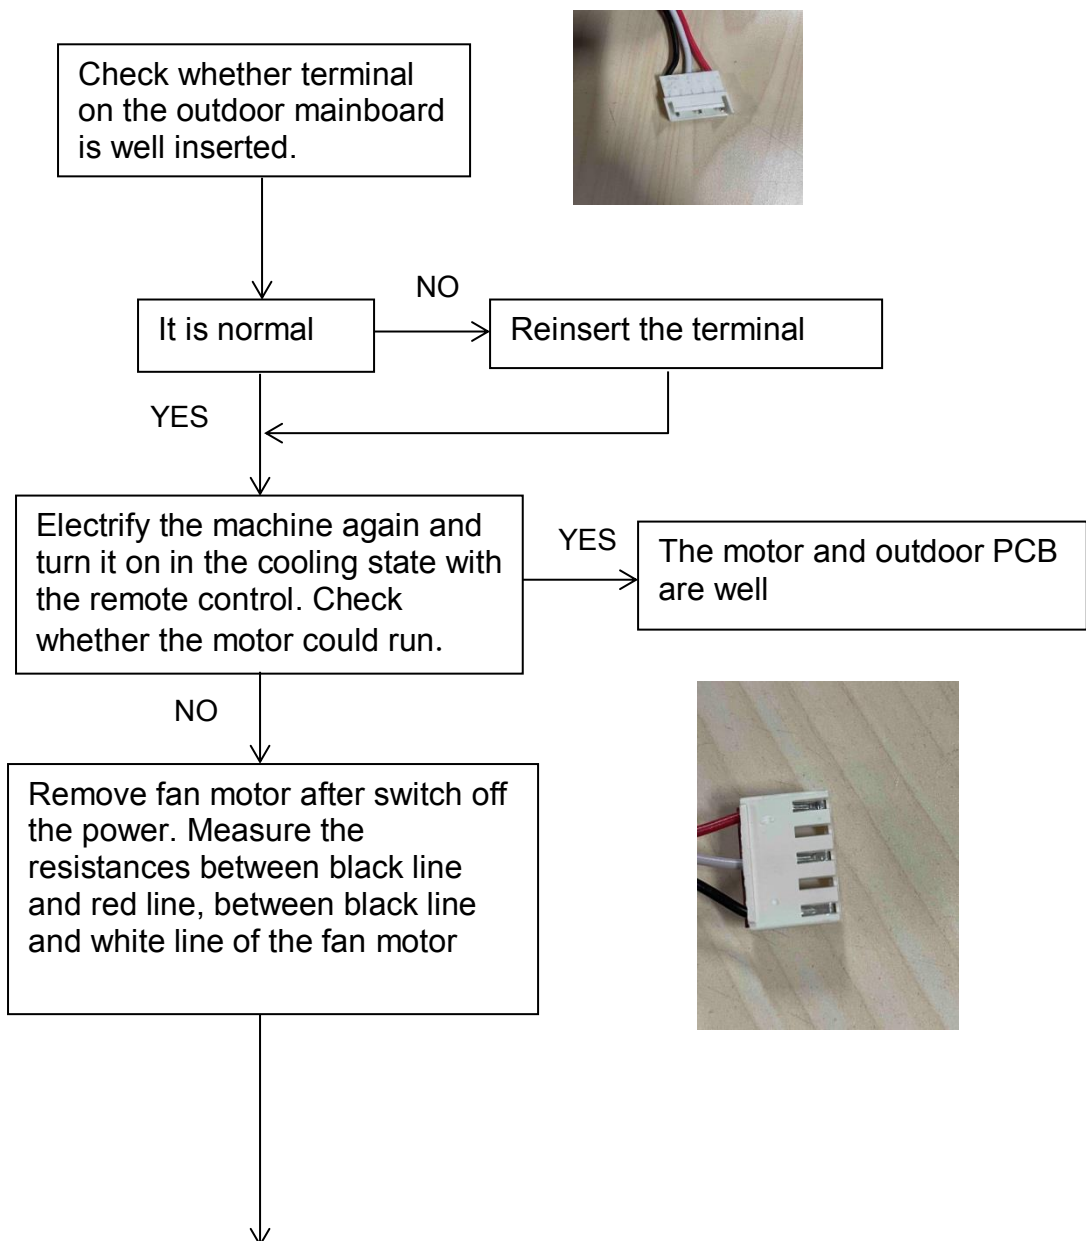 Check whether terminal
on the outdoor mainboard
is well inserted.
NO
It is normal
Reinsert the terminal
YES
Electrify the machine again and
turn it on in the cooling state with
the remote control. Check
whether the motor could run.
YES
The motor and outdoor PCB
are well
NO
Remove fan motor after switch off
the power. Measure the
resistances between black line
and red line, between black line
and white line of the fan motor